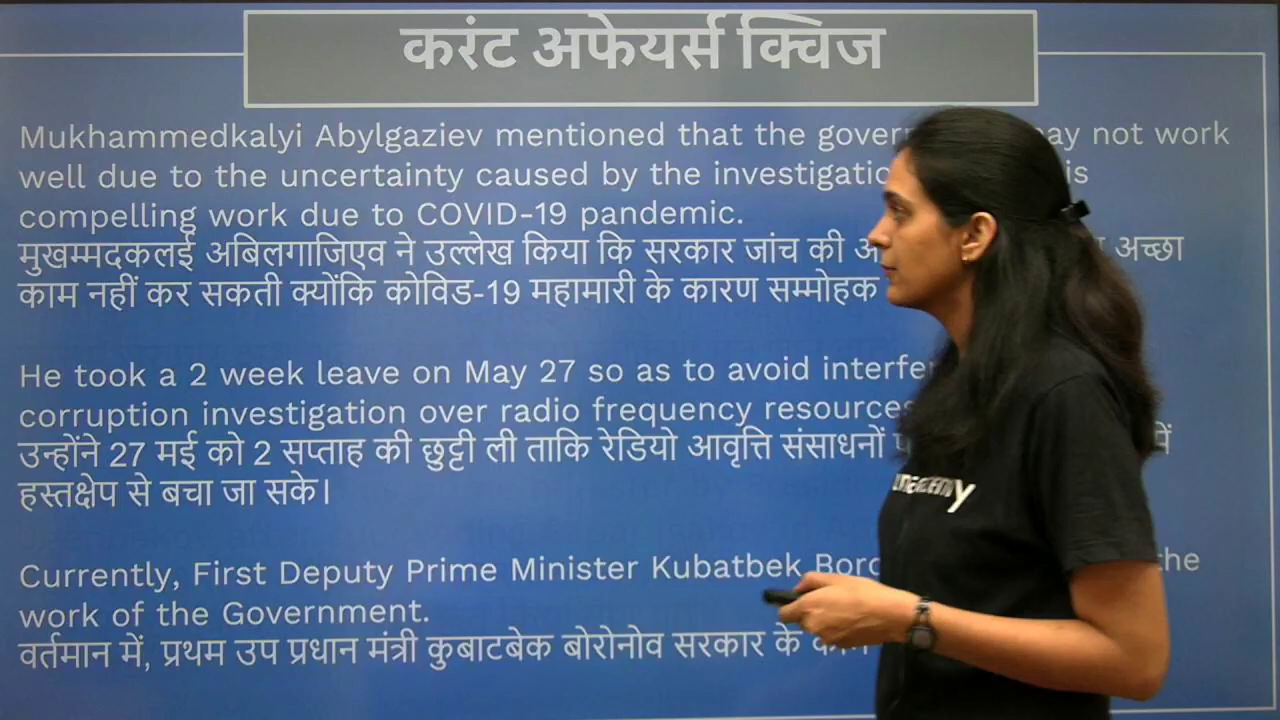 करंट अफेयर्स क्विज
Mukhammedkalyi Abylgaziev mentioned that the not work
well due to the uncertainty caused by the is
compelling work due to COVID-19 pandemic.
मुखम्मदकलई अबिलगाजिएव ने उल्लेख किया कि सरकार जांच की अच्छा
काम नहीं कर सकती क्योंकि कोविड-19 महामारी के कारण सम्मोहक
He took a 2 week leave on May 27 so as to avoid
corruption investigation over radio frequency resources
उन्होंने 27 मई को 2 सप्ताह की छुट्टी ली ताकि रेडियो आवृत्ति संसाधनों में
हस्तक्षेप से बचा जा सके।
Currently, First Deputy Prime Minister Kubatbek the
work of the Government.
वर्तमान में, प्रथम उप प्रधान मंत्री कुबाटबेक बोरोनोव सरकार के